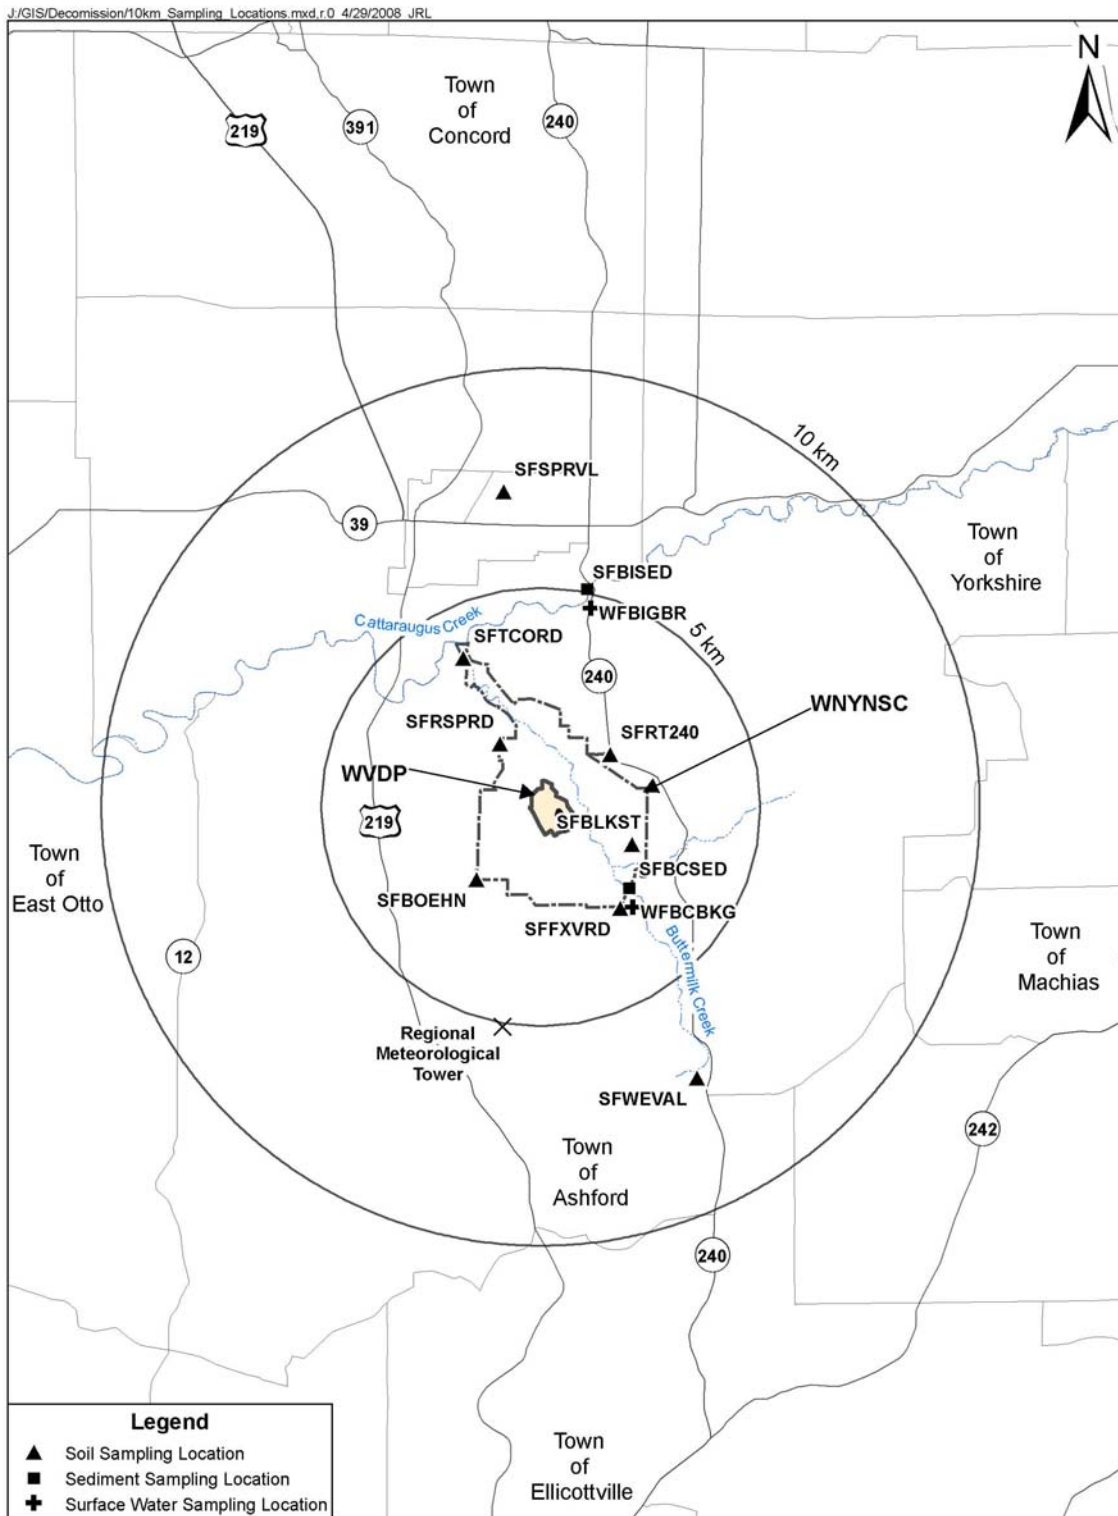 J:/GIS/Decomission/10km_Sampling_Locations.mxd,r.0 4/29/2008 JRL
N
Town
of
Concord
219
391
240
10 km
SFSPRVL
39
Town
of
Yorkshire
SFBISED
WFBIGBR
Cattaraugus Creek
5 km
SFTCORD
240
WNYNSC
SFRSPRD
SFRT240
WVDP
219
SFBLKST
Town
of
East Otto
SFBCSED
SFBOEHN
WFBCBKG
SFFXVRD
Buttermilk Creek
12
Town
of
Machias
Regional
Meteorological
Tower
SFWEVAL
242
Town
of
Ashford
240
Town
of
Ellicottville
Legend
Soil Sampling Location
Sediment Sampling Location
Surface Water Sampling Location